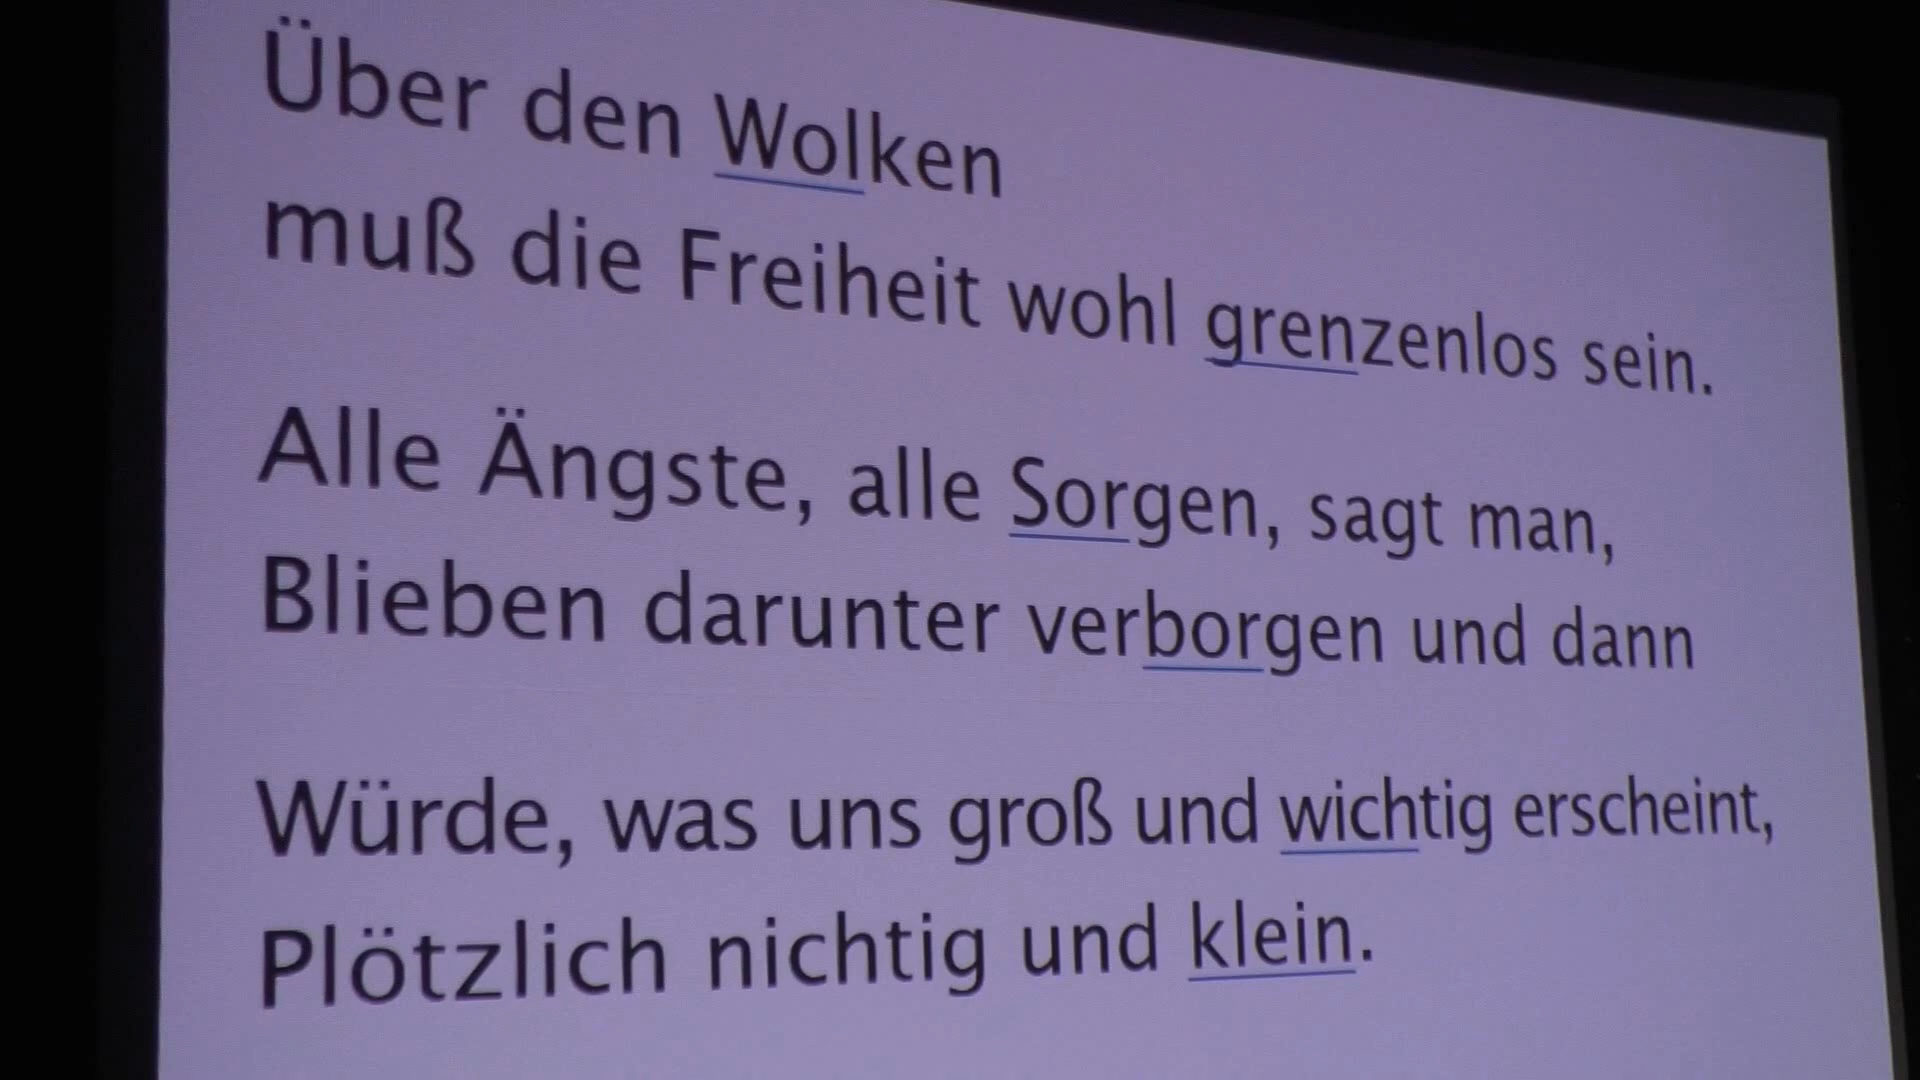 Über den Wolken
muß die Freiheit wohl grenzenlos sein.
Alle Ängste, alle Sorgen, sagt man,
Blieben darunter verborgen und dann
Würde, was uns groß und wichtig erscheint,
Plötzlich nichtig und klein.